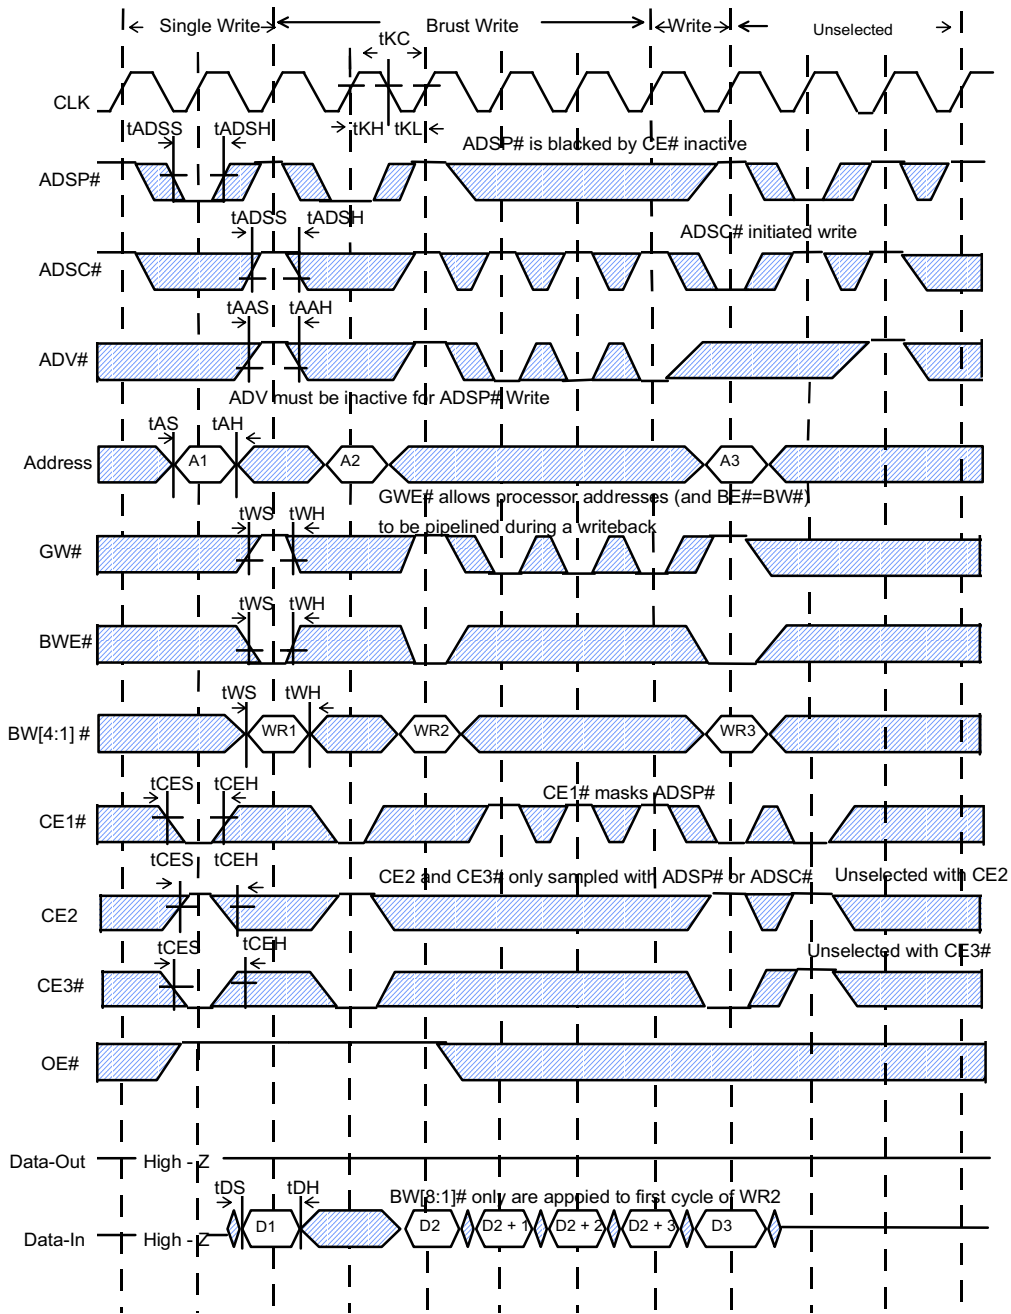 Single Write
Brust Write
Write
Unselected
tKC
CLK
tADSS
tADSH
tKH
tKL
ADSP# is blacked by CE# inactive
ADSP#
tADSS
tADSH
ADSC# initiated write
ADSC#
tAAS
tAAH
ADV#
ADV must be inactive for ADSP# Write
tAS
tAH
Address
A1
A2
A3
GWE# allows processor addresses (and BE#=BW#)
to be pipelined during a writeback
tWS
tWH
GW#
tWS
tWH
BWE#
tWS
tWH
BW[4:1] #
WR1
WR2
WR3
tCES
tCEH
CE1# masks ADSP#
CE1#
tCES
tCEH
CE2 and CE3# only sampled with ADSP# or ADSC#
Unselected with CE2
CE2
tCES
tCEH
Unselected with CE3#
CE3#
OE#
Data-Out
High - Z
tDS
tDH
BW[8:1]# only are appoied to first cycle of WR2
Data-In
High - Z
D1
D2
D2 + 1
D2 + 2
D2 + 3
D3